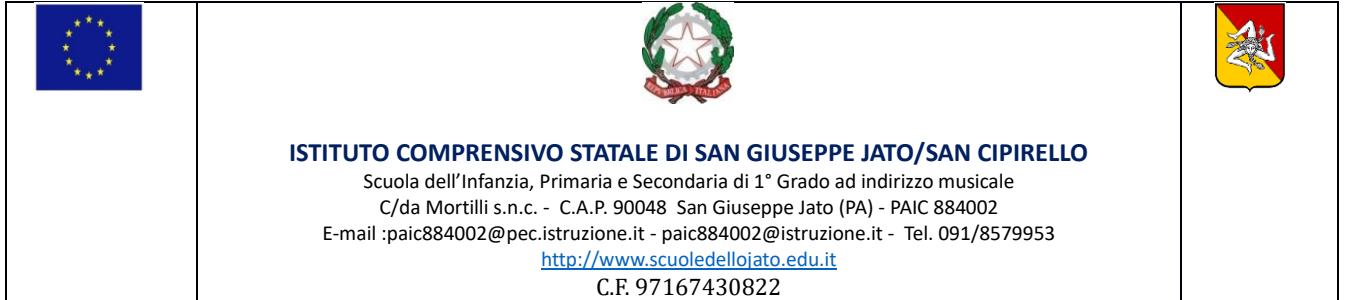 REPVBBLICA ITALIANA
ISTITUTO COMPRENSIVO STATALE DI SAN GIUSEPPE JATO/SAN CIPIRELLO
Scuola dell’Infanzia, Primaria e Secondaria di 1° Grado ad indirizzo musicale
C/da Mortilli s.n.c. - C.A.P. 90048 San Giuseppe Jato (PA) - PAIC 884002
E-mail :paic884002@pec.istruzione.it - paic884002@istruzione.it - Tel. 091/8579953
http://www.scuoledellojato.edu.it
C.F. 97167430822